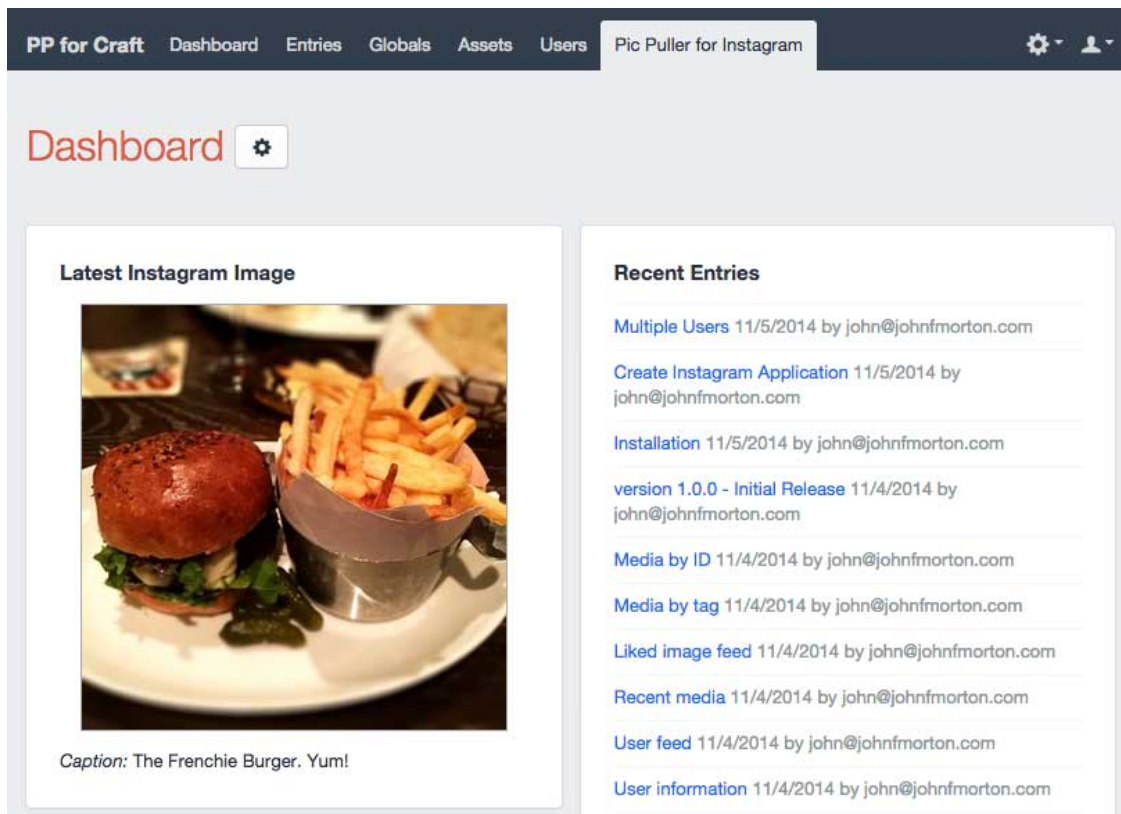 PP for Craft Dashboard Entries Globals Assets Users Pic Puller for Instagram
Dashboard
Latest Instagram Image
Caption: The Frenchie Burger. Yum!
Recent Entries
Multiple Users 11/5/2014 by john@johnfmorton.com
Create Instagram Application 11/5/2014 by
john@johnfmorton.com
Installation 11/5/2014 by john@johnfmorton.com
version 1.0.0 - Initial Release 11/4/2014 by
john@johnfmorton.com
Media by ID 11/4/2014 by john@johnfmorton.com
Media by tag 11/4/2014 by john@johnfmorton.com
Liked image feed 11/4/2014 by john@johnfmorton.com
Recent media 11/4/2014 by john@johnfmorton.com
User feed 11/4/2014 by john@johnfmorton.com
User information 11/4/2014 by john@johnfmorton.com